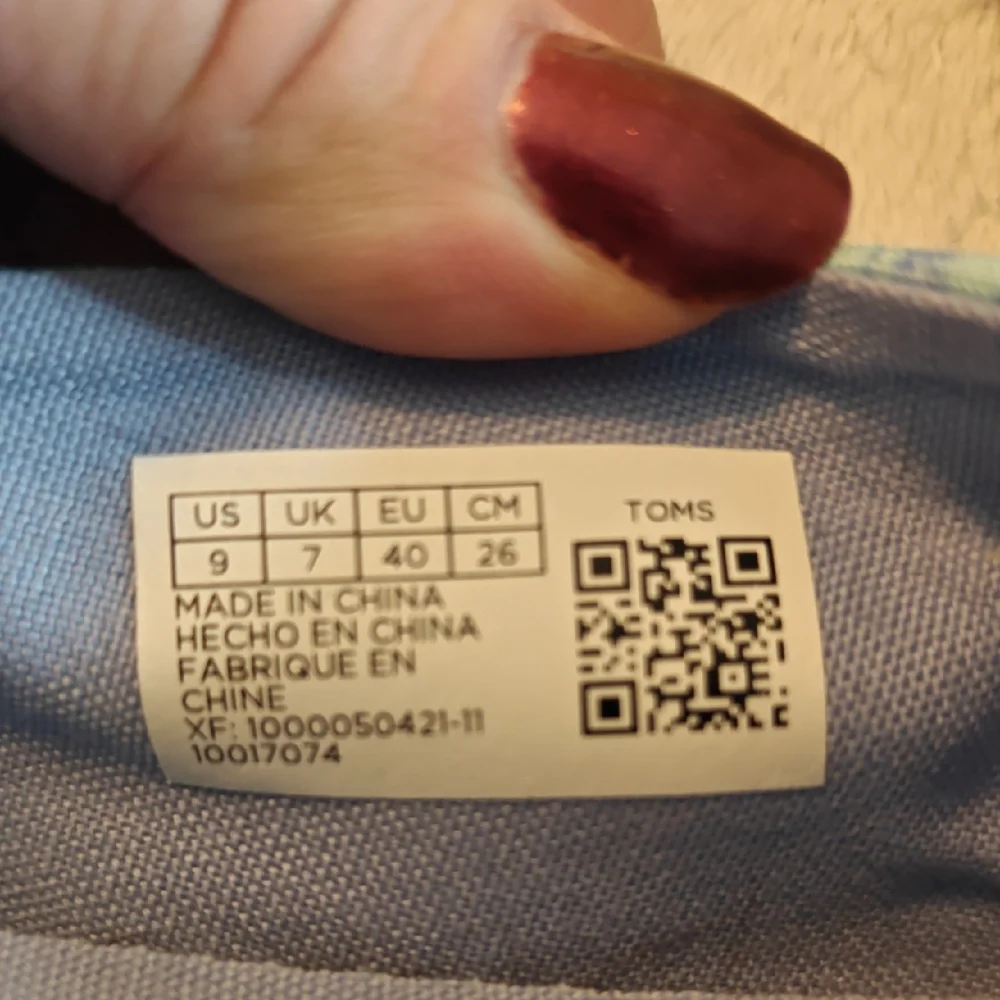 US UK EU CM
9 7 40 26
MADE IN CHINA
HECHO EN CHINA
FABRIQUE EN
CHINE
XF: 1000050421-11
10017074
TOMS